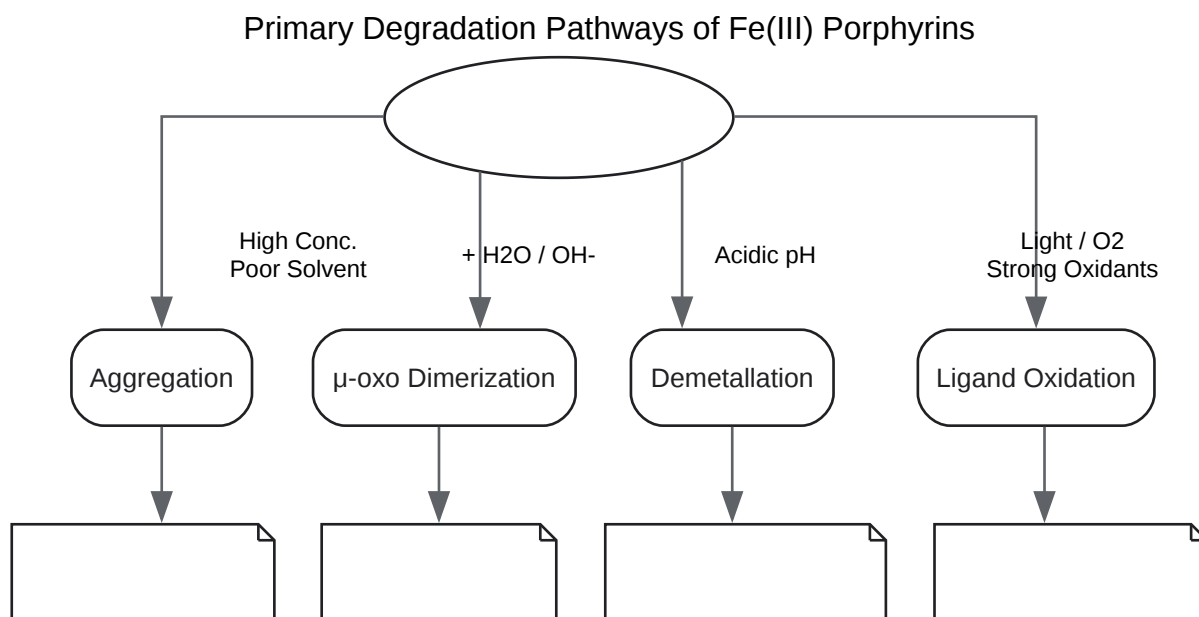 Primary Degradation Pathways of Fe(III) Porphyrins
High Conc.
Poor Solvent
+ H2O / OH-
Acidic pH
Light / O2
Strong Oxidants
Aggregation
μ-oxo Dimerization
Demetallation
Ligand Oxidation